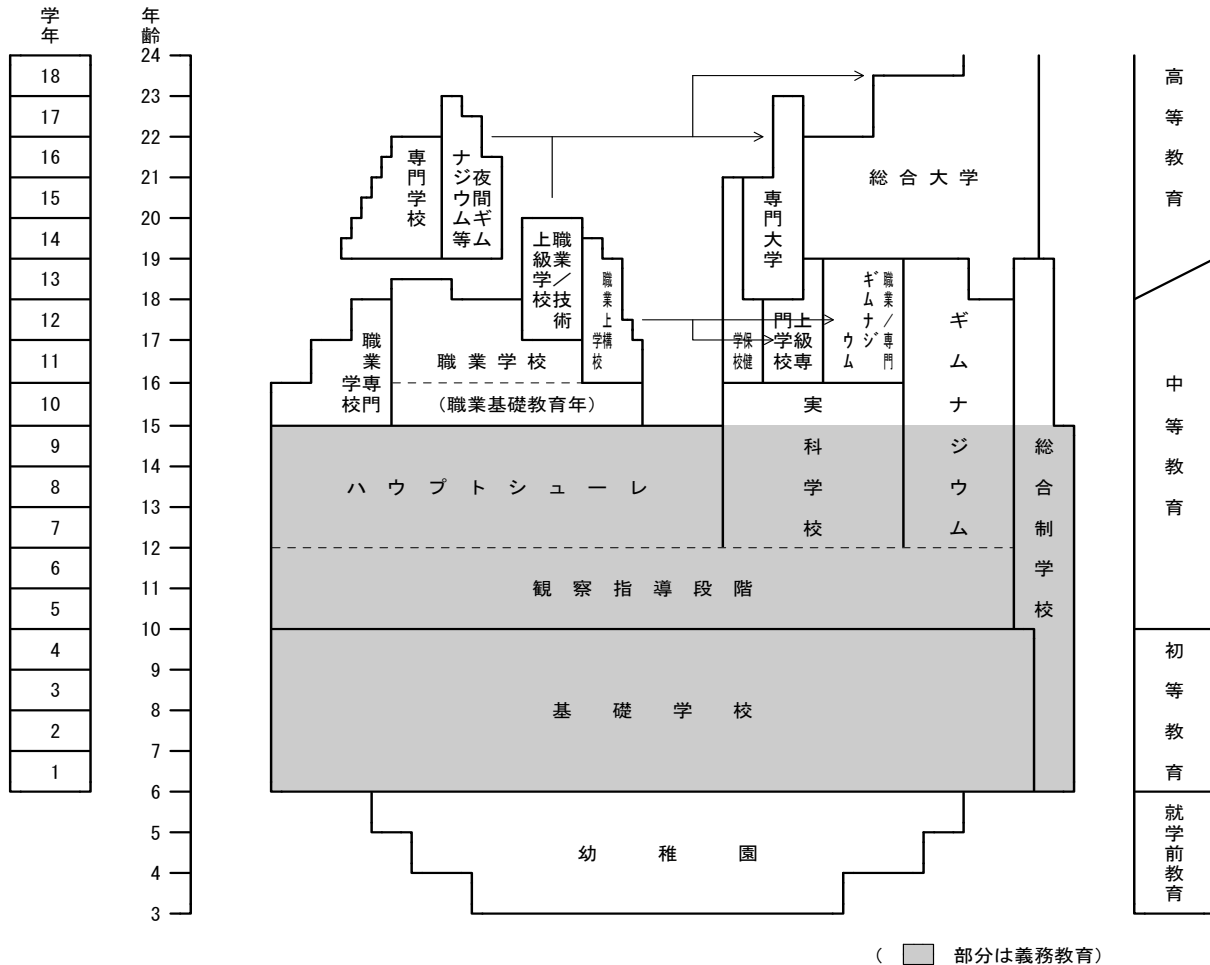 学年
年齢
18
17
16
15
14
13
12
11
10
9
8
7
6
5
4
3
2
1
24
23
22
21
20
19
18
17
16
15
14
13
12
11
10
9
8
7
6
5
4
3
専門学校
夜間ギム
ナジウム等
職業／技術
上級学校
職業上構
学校
職業専門
学校
職業学校
（職業基礎教育年）
保健
学校
専門大学
上級専
門学校
職業／専門
ギムナジ
ウム
総合大学
実科学校
ギムナジウム
総合制学校
ハウプトシューレ
観察指導段階
基礎学校
幼稚園
高等教育
中等教育
初等教育
就学前教育
（ 部分は義務教育）